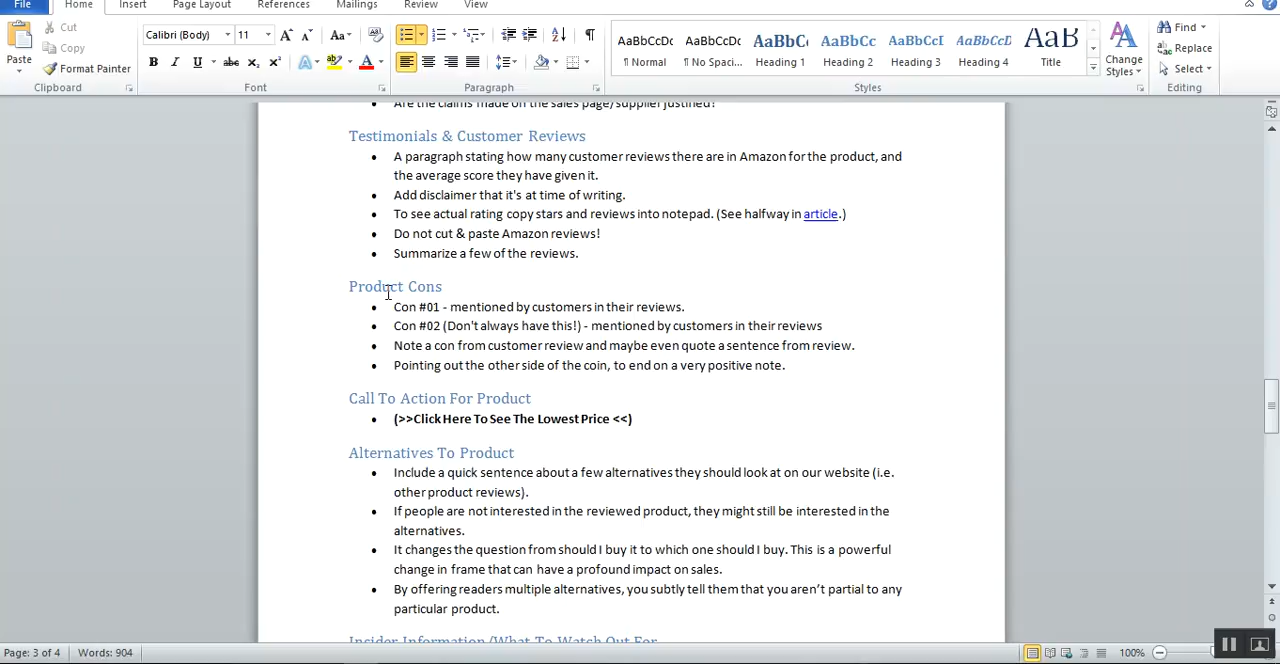 File Home Insert Page Layout References Mailings Review View
Cut
Copy
Paste Format Painter
Calibri (Body) 11
AaBbCcDc AaBbCcDc AaBbC AaBbCc AaBbCcI AaBbCcD AaB
¶ Normal ¶ No Spaci... Heading 1 Heading 2 Heading 3 Heading 4 Title
Change Styles
Find
Replace
Select
Clipboard Font Paragraph Styles Editing
Are the claims made on the sales page/supplier justified?
Testimonials & Customer Reviews
• A paragraph stating how many customer reviews there are in Amazon for the product, and
the average score they have given it.
• Add disclaimer that it's at time of writing.
• To see actual rating copy stars and reviews into notepad. (See halfway in article.)
• Do not cut & paste Amazon reviews!
• Summarize a few of the reviews.
Product Cons
• Con #01 - mentioned by customers in their reviews.
• Con #02 (Don't always have this!) - mentioned by customers in their reviews
• Note a con from customer review and maybe even quote a sentence from review.
• Pointing out the other side of the coin, to end on a very positive note.
Call To Action For Product
• (>>Click Here To See The Lowest Price <<)
Alternatives To Product
• Include a quick sentence about a few alternatives they should look at on our website (i.e.
other product reviews).
• If people are not interested in the reviewed product, they might still be interested in the
alternatives.
• It changes the question from should I buy it to which one should I buy. This is a powerful
change in frame that can have a profound impact on sales.
• By offering readers multiple alternatives, you subtly tell them that you aren’t partial to any
particular product.
Insider Information/What To Watch Out For
Page: 3 of 4 Words: 904 100%